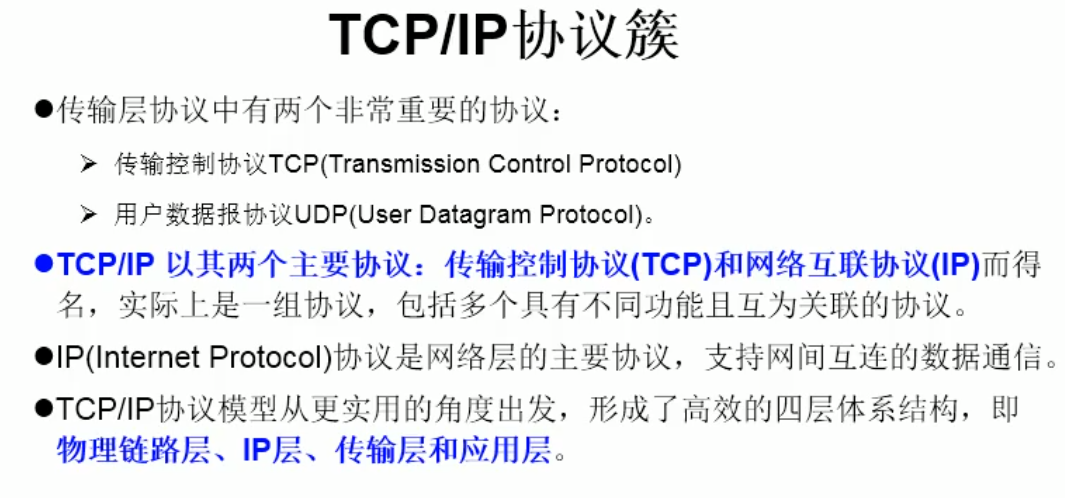 TCP/IP协议簇
●传输层协议中有两个非常重要的协议：
➢ 传输控制协议TCP(Transmission Control Protocol)
➢ 用户数据报协议UDP(User Datagram Protocol)。
●TCP/IP 以其两个主要协议：传输控制协议(TCP)和网络互联协议(IP)而得
名，实际上是一组协议，包括多个具有不同功能且互为关联的协议。
●IP(Internet Protocol)协议是网络层的主要协议，支持网间互连的数据通信。
●TCP/IP协议模型从更实用的角度出发，形成了高效的四层体系结构，即
物理链路层、IP层、传输层和应用层。